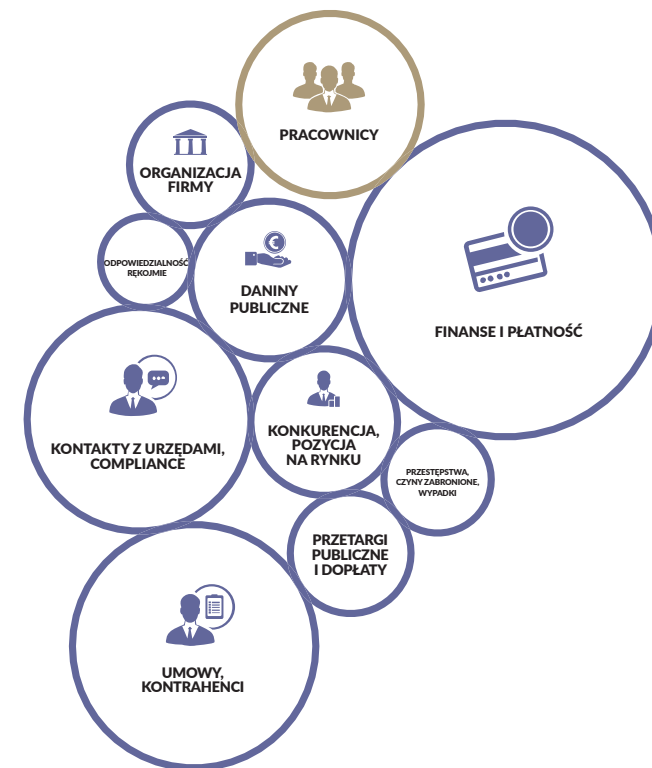 PRACOWNICY
ORGANIZACJA
FIRMY
ODPOWIEDZIALNOŚĆ
RĘKOJMIE
DANINY
PUBLICZNE
FINANSE I PŁATNOŚĆ
KONTAKTY Z URZĘDAMI,
COMPLIANCE
KONKURENCJA,
POZYCJA
NA RYNKU
PRZESTĘPSTWA,
CZYNY ZABRONIONE,
WYPADKI
PRZETARGI
PUBLICZNE
I DOPŁATY
UMOWY,
KONTRAHENCI